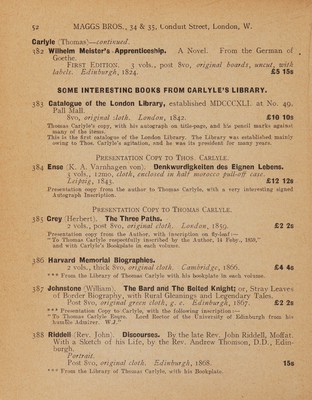 52 MAGGS BROS., 34 & 35, Conduit Street, London, W.
Carlyle (Thomas)—continued.
382 Wilhelm Meister's Apprenticeship. A Novel. From the German of
Goethe.
FIRST EDITION. 3 vols., post 8vo, original boards, uncut, with
labels. Edinburgh, 1824. £5 15s
SOME INTERESTING BOOKS FROM CARLYLE'S LIBRARY.
383 Catalogue of the London Library, established MDCCCXLI. at No. 49,
Pall Mall.
8vo, original cloth. London, 1842. £10 10s
Thomas Carlyle's copy, with his autograph on title-page, and his pencil marks against
many of the items.
This is the first catalogue of the London Library. The Library was established mainly
owing to Thos. Carlyle's agitation, and he was its president for many years.
PRESENTATION COPY TO THOS. CARLYLE.
384 Ense (K. A. Varnhagen von). Denkwurdigkeiten des Eignen Lebens.
3 vols., 12mo, cloth, enclosed in half morocco pull-off case.
Leipzig, 1843. £12 12s
Presentation copy from the author to Thomas Carlyle, with a very interesting signed
Autograph Inscription.
PRESENTATION COPY TO THOMAS CARLYLE.
385 Grey (Herbert). The Three Paths.
2 vols., post 8vo, original cloth. London, 1859. £2 2s
Presentation copy from the Author, with inscription on fly-leaf:—
"To Thomas Carlyle respectfully inscribed by the Author, 14 Feby., 1859,"
and with Carlyle's Bookplate in each volume.
386 Harvard Memorial Biographies.
2 vols., thick 8vo, original cloth. Cambridge, 1866. £4 4s
*** From the Library of Thomas Carlyle with his bookplate in each volume.
387 Johnstone (William). The Bard and The Belted Knight; or, Stray Leaves
of Border Biography, with Rural Gleanings and Legendary Tales.
Post 8vo, original green cloth, g. e. Edinburgh, 1867. £2 2s
*** Presentation Copy to Carlyle, with the following inscription:—
"To Thomas Carlyle Esqre. Lord Rector of the University of Edinburgh from his
humble Admirer. W.J."
388 Riddell (Rev. John). Discourses. By the late Rev. John Riddell, Moffat.
With a Sketch of his Life, by the Rev. Andrew Thomson, D.D., Edin-
burgh.
Portrait.
Post 8vo, original cloth. Edinburgh, 1868. 15s
*** From the Library of Thomas Carlyle, with his Bookplate.